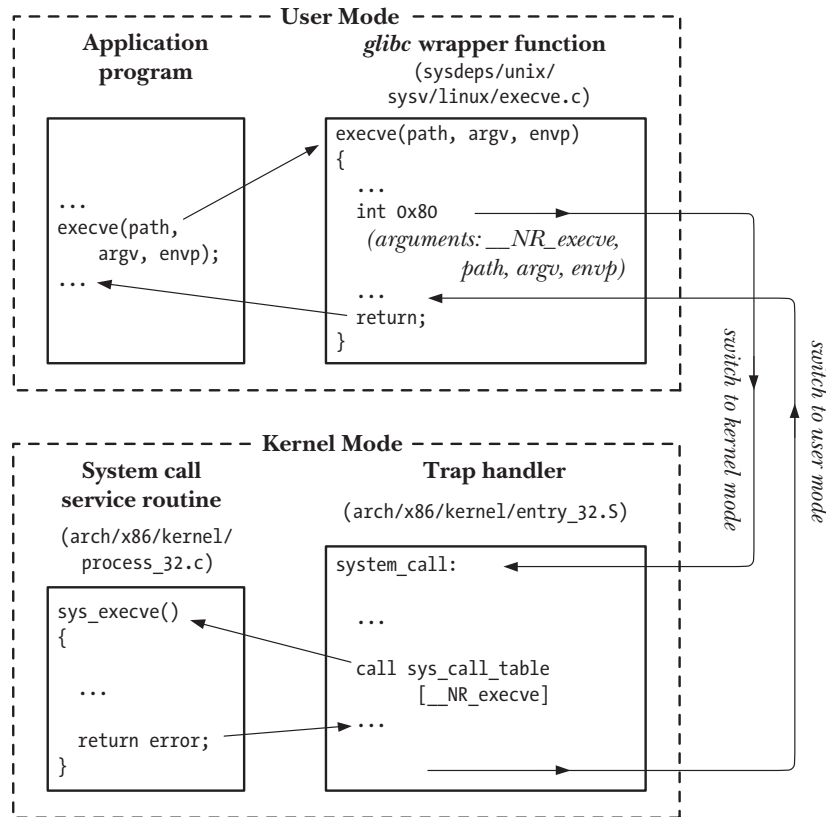 User Mode
Application
program
glibc wrapper function
(sysdeps/unix/
sysv/linux/execve.c)
...
execve(path,
argv, envp);
...
execve(path, argv, envp)
{
...
int 0x80
(arguments: __NR_execve,
path, argv, envp)
...
return;
}
switch to kernel mode
switch to user mode
Kernel Mode
System call
service routine
(arch/x86/kernel/
process_32.c)
Trap handler
(arch/x86/kernel/entry_32.S)
sys_execve()
{
...
return error;
}
system_call:
...
call sys_call_table
[__NR_execve]
...